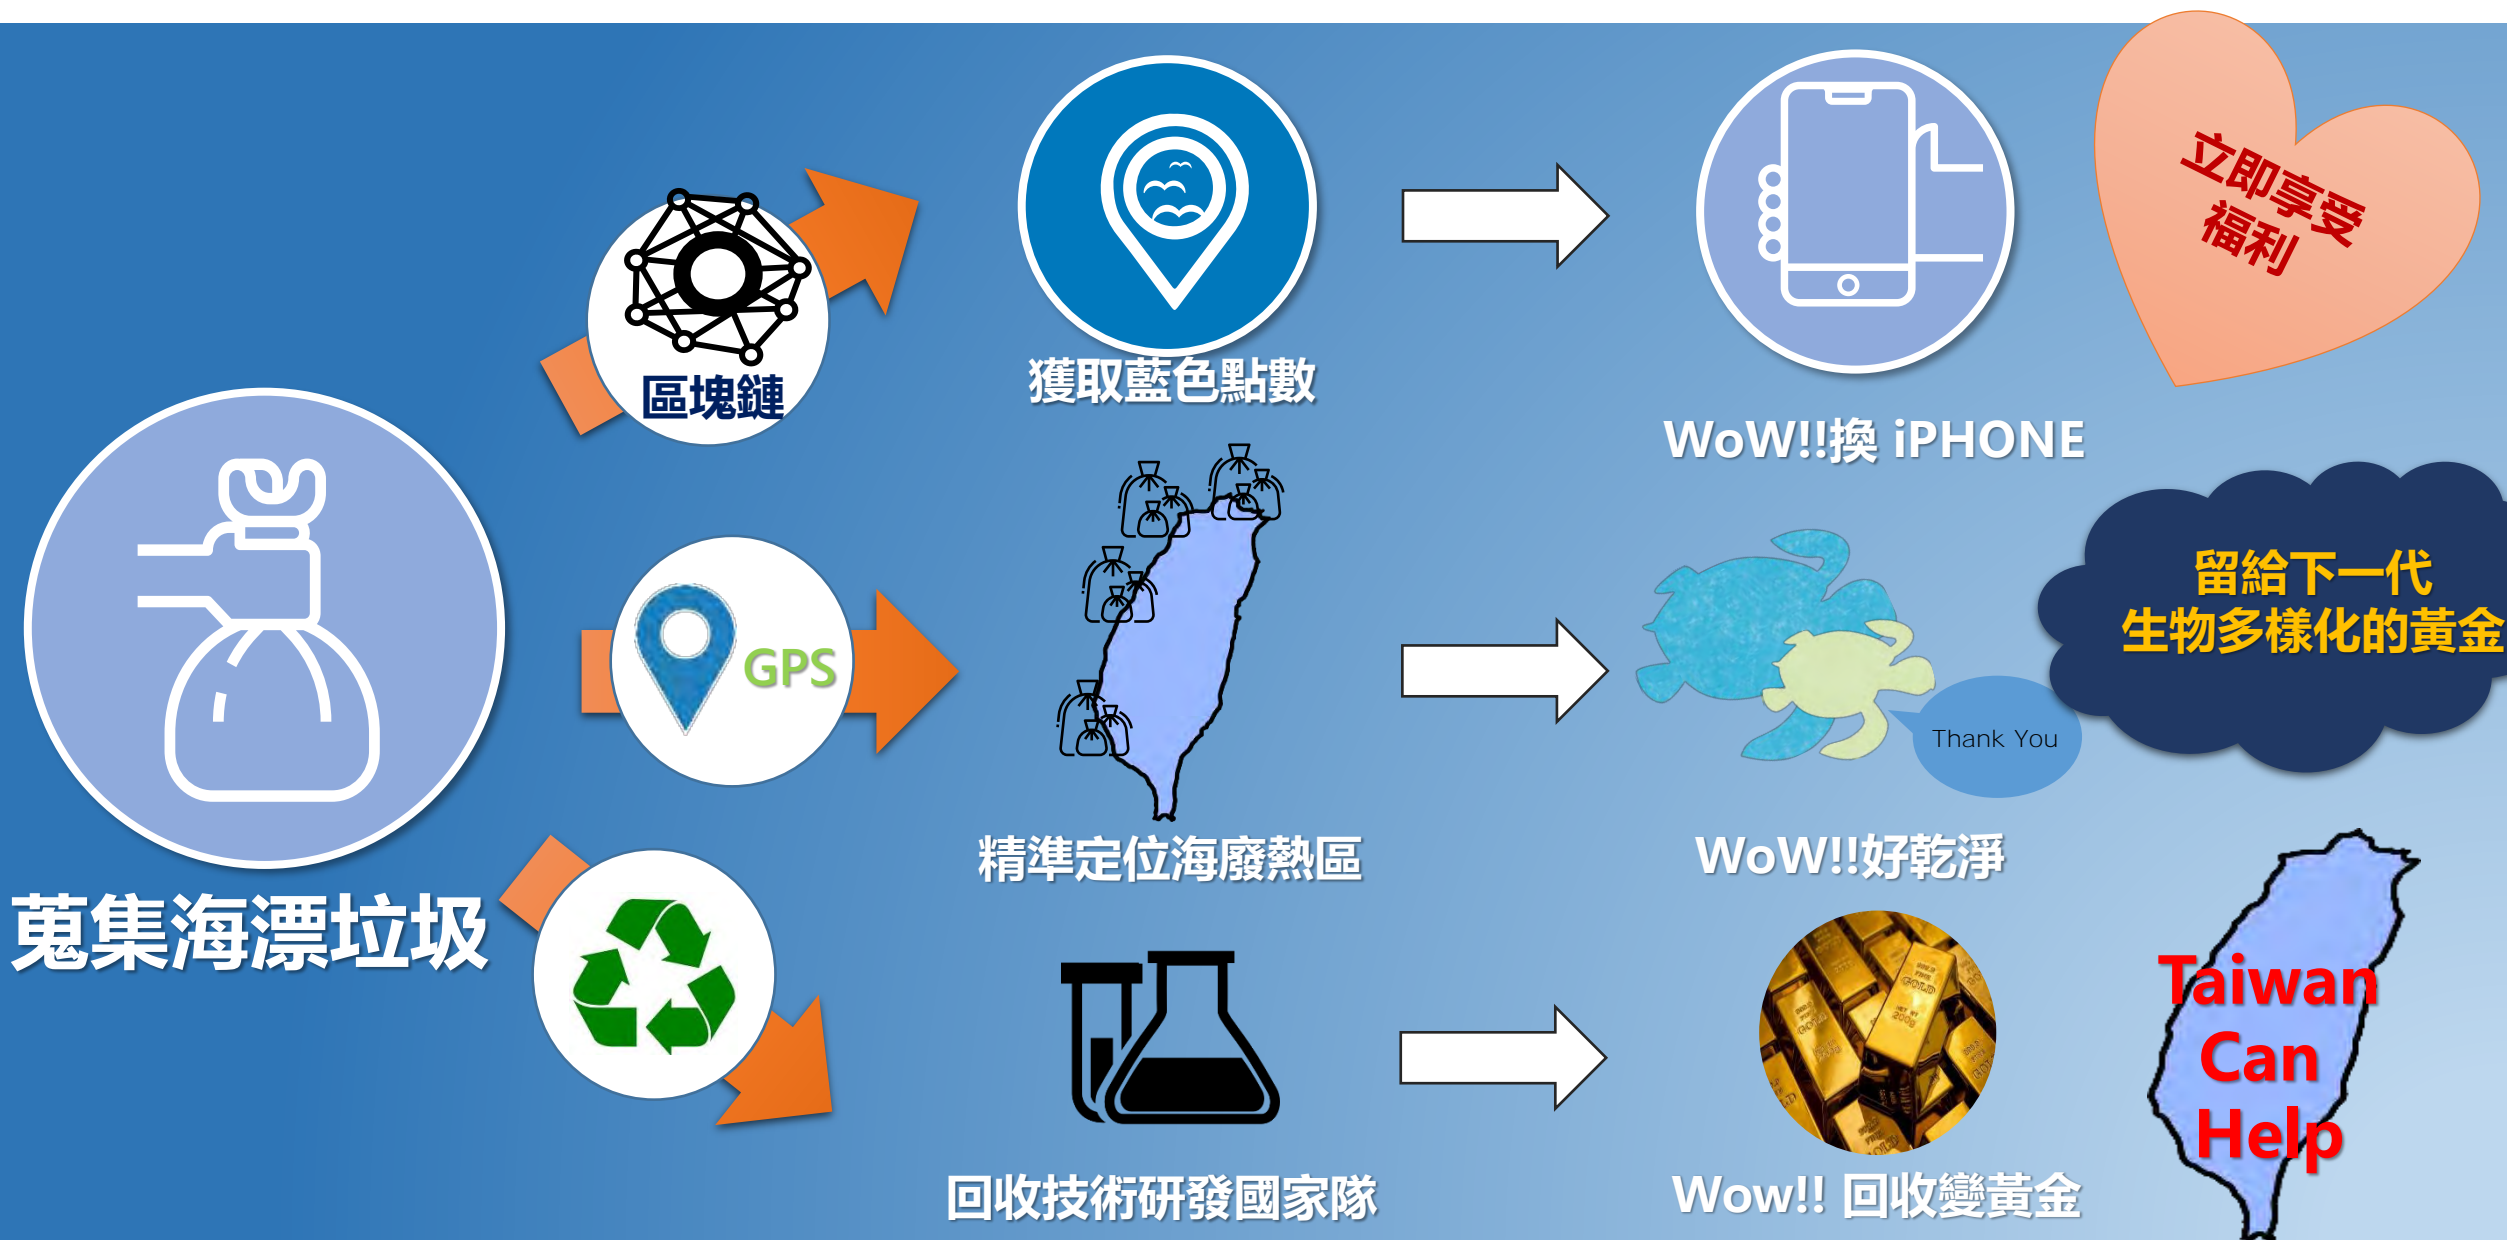 蒐集海漂垃圾
區塊鏈
獲取藍色點數
WoW!!換 iPHONE
立即享受
福利
GPS
精準定位海廢熱區
WoW!!好乾淨
Thank You
留給下一代
生物多樣化的黃金
回收技術研發國家隊
Wow!! 回收變黃金
Taiwan
Can
Help